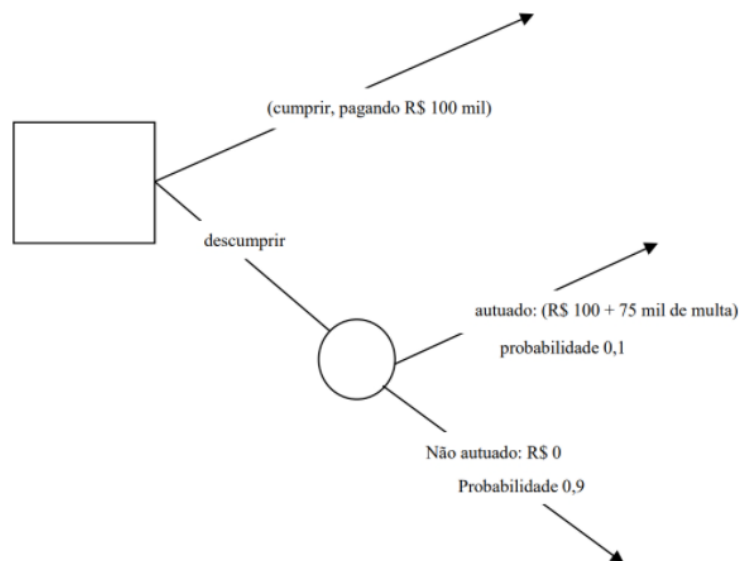 (cumprir, pagando R$ 100 mil)
descumprir
autuado: (R$ 100 + 75 mil de multa)
probabilidade 0,1
Não autuado: R$ 0
Probabilidade 0,9